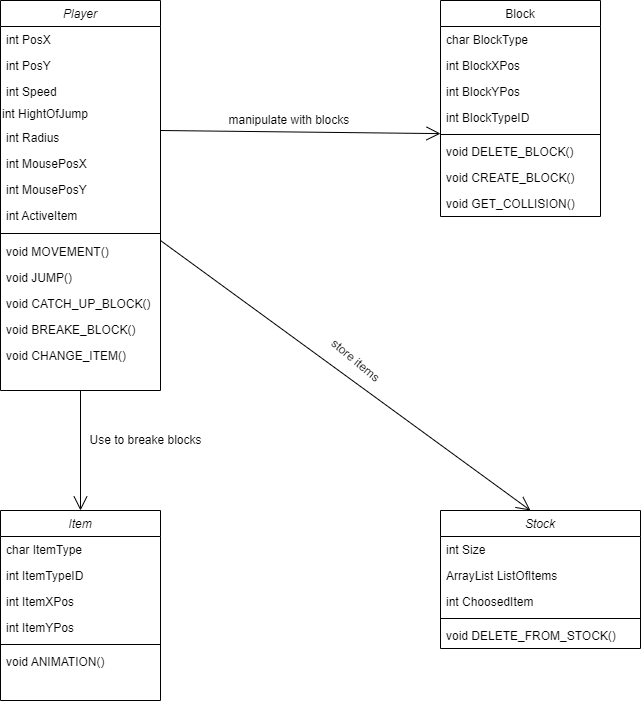 Player
int PosX
int PosY
int Speed
int HightOfJump
int Radius
int MousePosX
int MousePosY
int ActiveItem
void MOVEMENT()
void JUMP()
void CATCH_UP_BLOCK()
void BREAKE_BLOCK()
void CHANGE_ITEM()
manipulate with blocks
Block
char BlockType
int BlockXPos
int BlockYPos
int BlockTypeID
void DELETE_BLOCK()
void CREATE_BLOCK()
void GET_COLLISION()
store items
Use to breake blocks
Item
char ItemType
int ItemTypeID
int ItemXPos
int ItemYPos
void ANIMATION()
Stock
int Size
ArrayList ListOfItems
int ChoosedItem
void DELETE_FROM_STOCK()